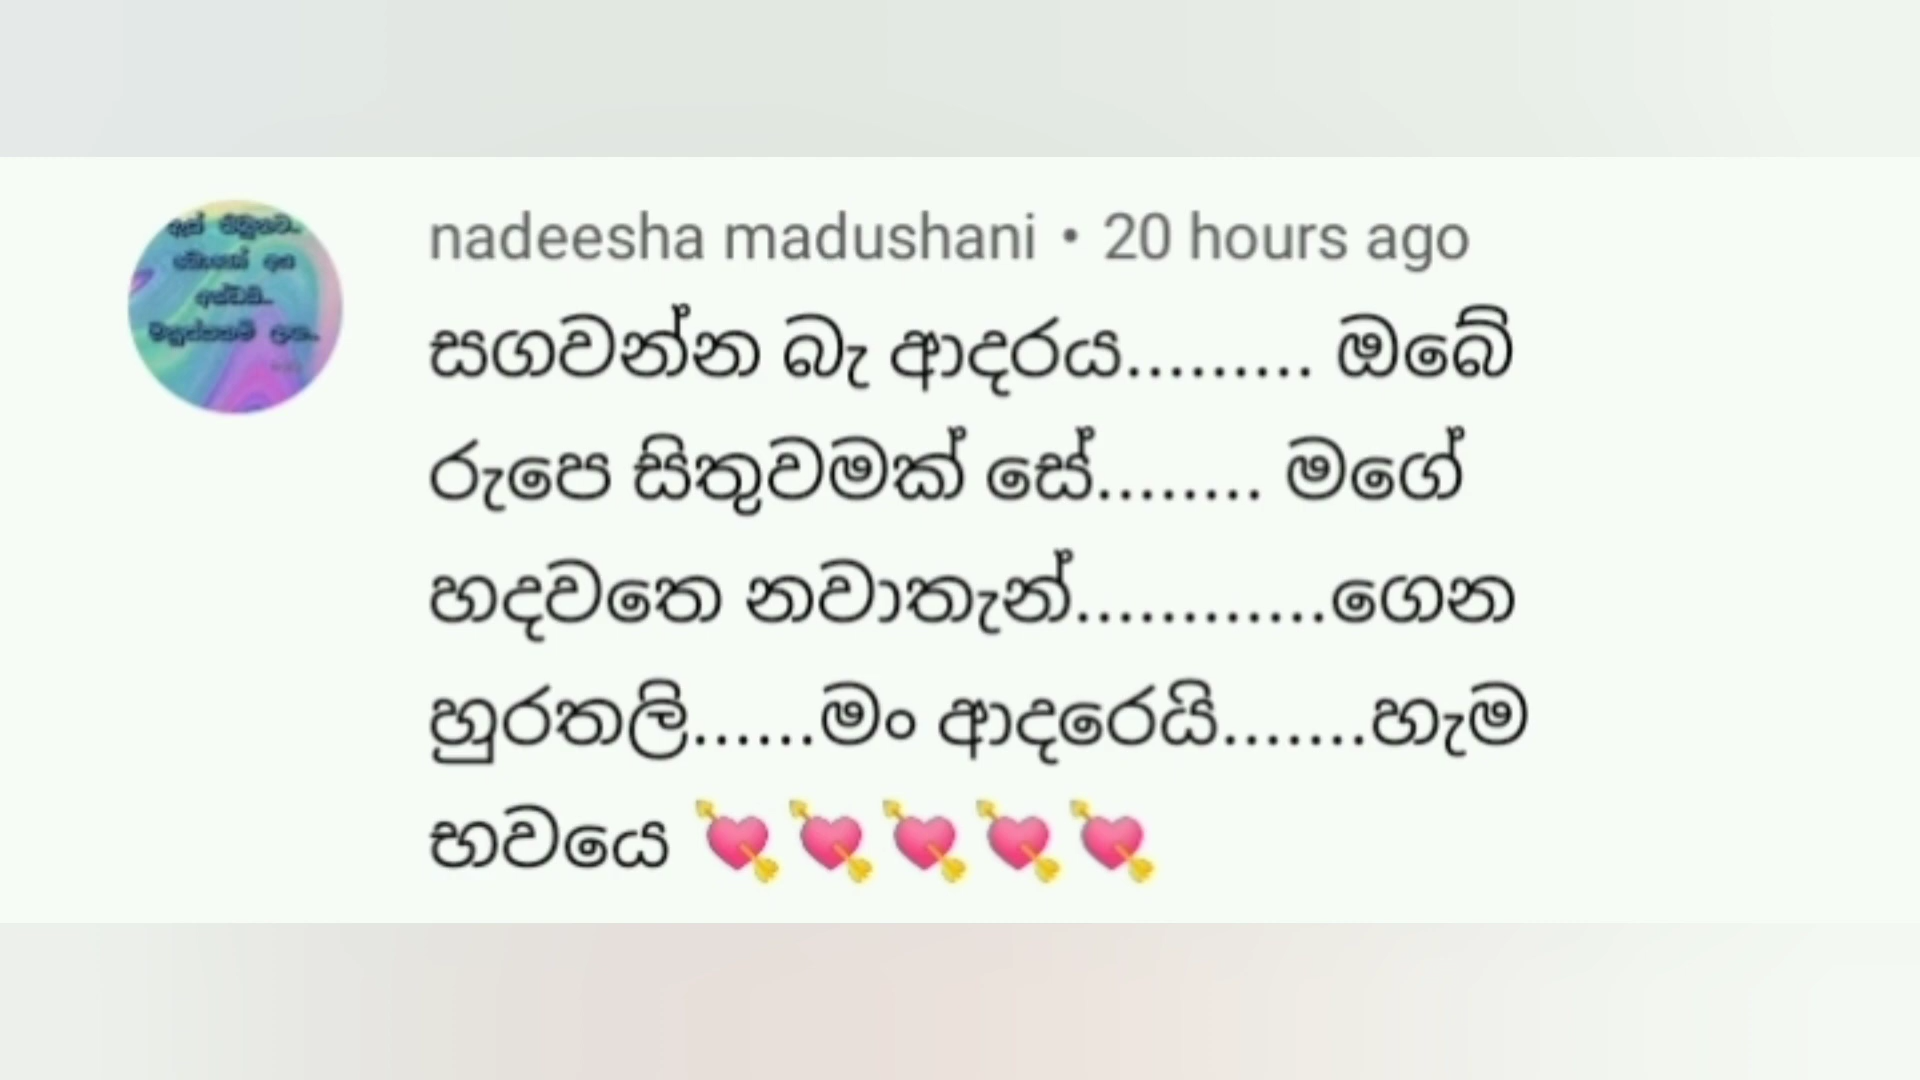 nadeesha madushani • 20 hours ago
සගවන්න බැ ආදරය......... ඔබේ
රුපෙ සිතුවමක් සේ........ මගේ
හදවතෙ නවාතැන්............ගෙන
හුරතලි......මං ආදරෙයි.......හැම
භවයෙ 💘💘💘💘💘